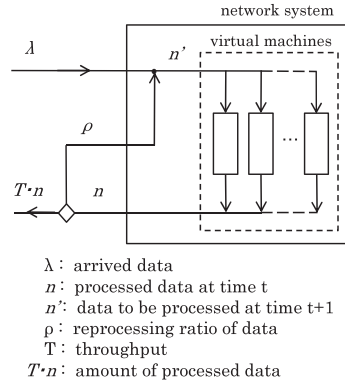 network system
virtual machines
λ
n'
ρ
...
T・n
n
λ : arrived data
n: processed data at time t
n': data to be processed at time t+1
ρ : reprocessing ratio of data
T : throughput
T・n : amount of processed data